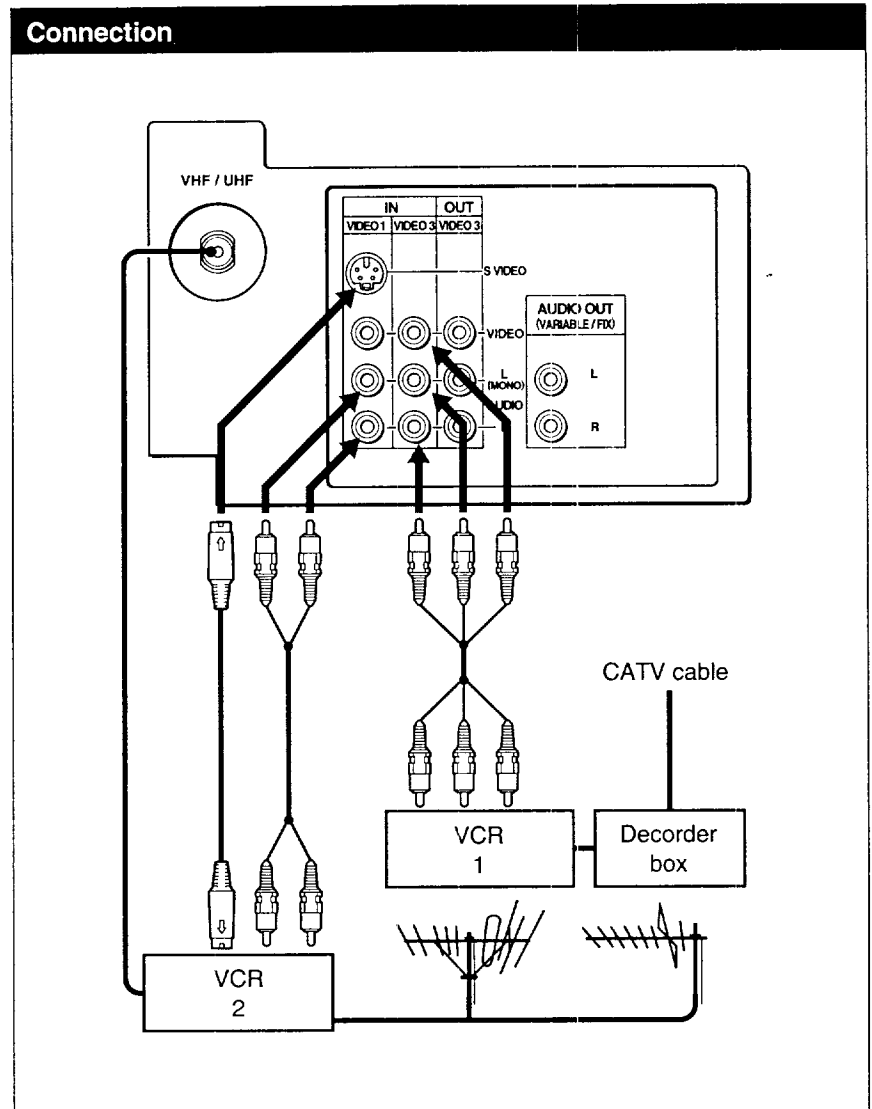 Connection
VHF / UHF
IN OUT
VIDEO 1 VIDEO 3 VIDEO 3
S VIDEO
AUDIO OUT
(VARIABLE / FIX)
VIDEO
L
(MONO)
L
AUDIO
R
CATV cable
VCR
1
Decorder
box
VCR
2